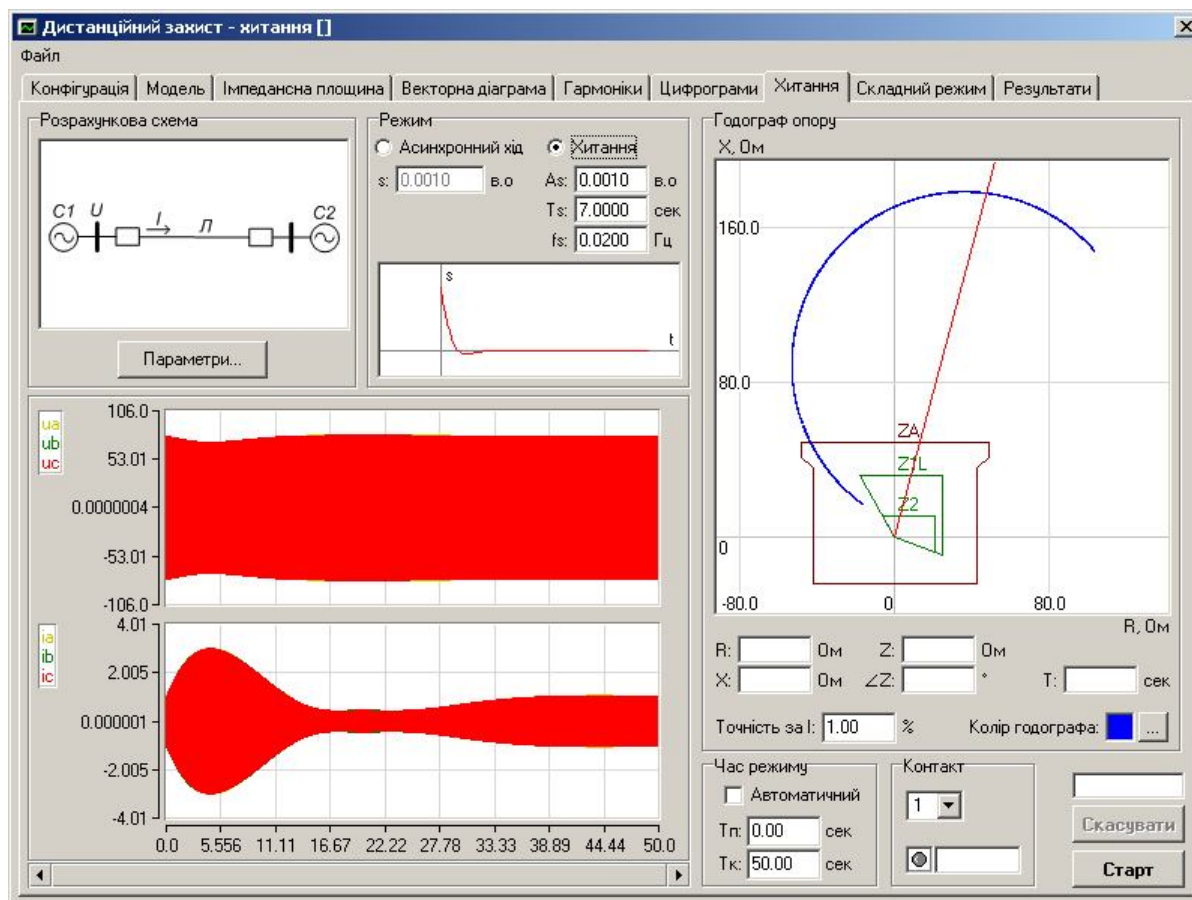 Дистанційний захист - хитання []
Файл
Конфігурація Модель Імпедансна площина Векторна діаграма Гармоніки Цифрограми Хитання Складний режим Результати
Розрахункова схема
C1 U I Л C2
Параметри...
Режим
Асинхронний хід Хитання
s: 0.0010 в.о As: 0.0010 в.о
Ts: 7.0000 сек
fs: 0.0200 Гц
s
t
Годограф опору
X, Ом
160.0
80.0
ZA
Z1L
Z2
0
-80.0 0 80.0
R, Ом
R: Ом Z: Ом
X: Ом ∠Z: ° T: сек
Точність за I: 1.00 % Колір годографа: ...
ua
ub
uc
106.0
53.01
0.0000004
-53.01
-106.0
ia
ib
ic
4.01
2.005
0.000001
-2.005
-4.01
0.0 5.556 11.11 16.67 22.22 27.78 33.33 38.89 44.44 50.0
Час режиму
Автоматичний
Тп: 0.00 сек
Тк: 50.00 сек
Контакт
1
Скасувати
Старт